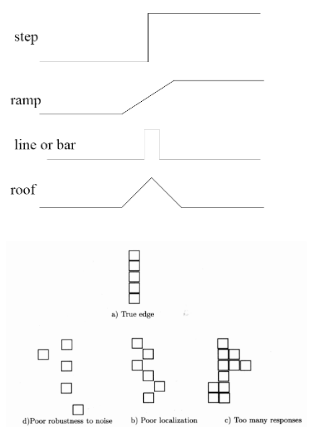 step
ramp
line or bar
roof
a) True edge
d)Poor robustness to noise
b) Poor localization
c) Too many responses